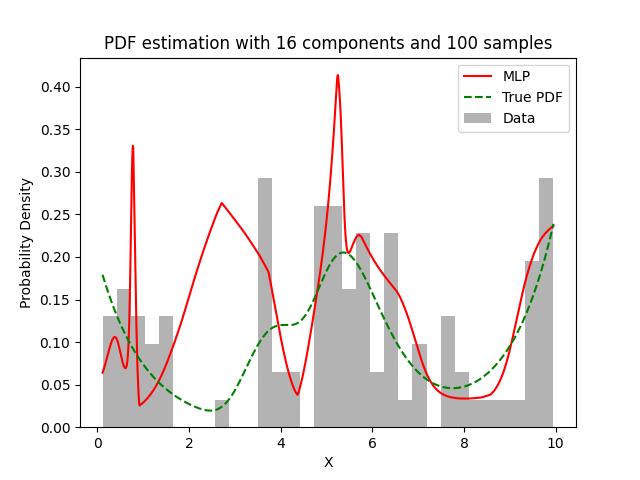 PDF estimation with 16 components and 100 samples
MLP
True PDF
Data
Probability Density
0.40
0.35
0.30
0.25
0.20
0.15
0.10
0.05
0.00
0 2 4 6 8 10
X